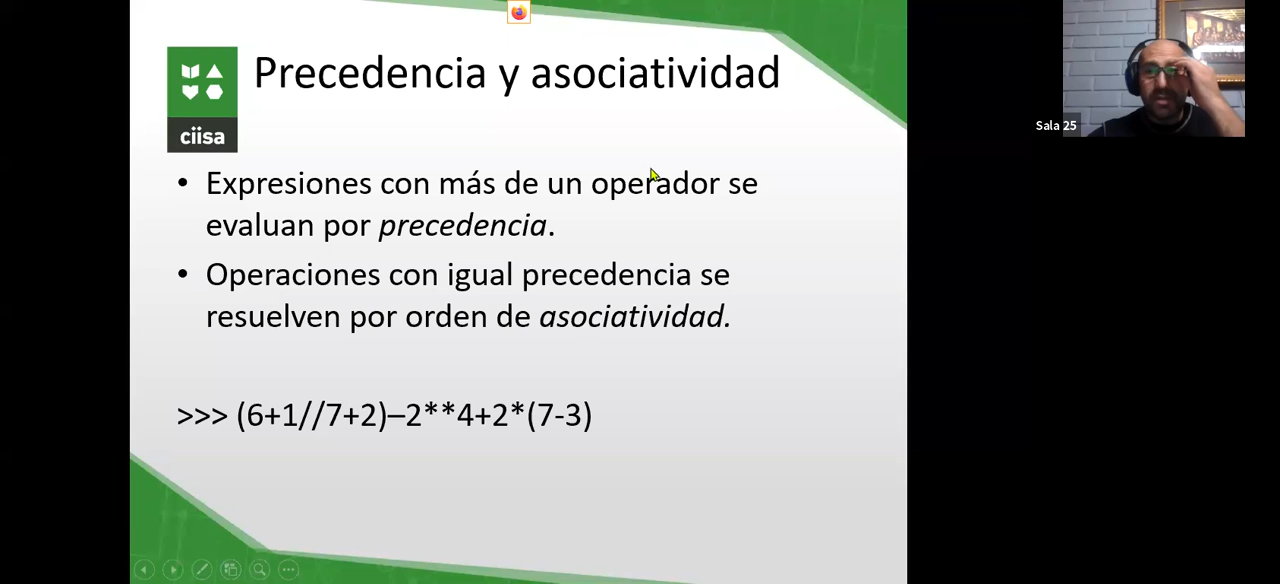 Precedencia y asociatividad
ciisa
• Expresiones con más de un operador se
evaluan por precedencia.
• Operaciones con igual precedencia se
resuelven por orden de asociatividad.
>>> (6+1//7+2)–2**4+2*(7-3)
Sala 25